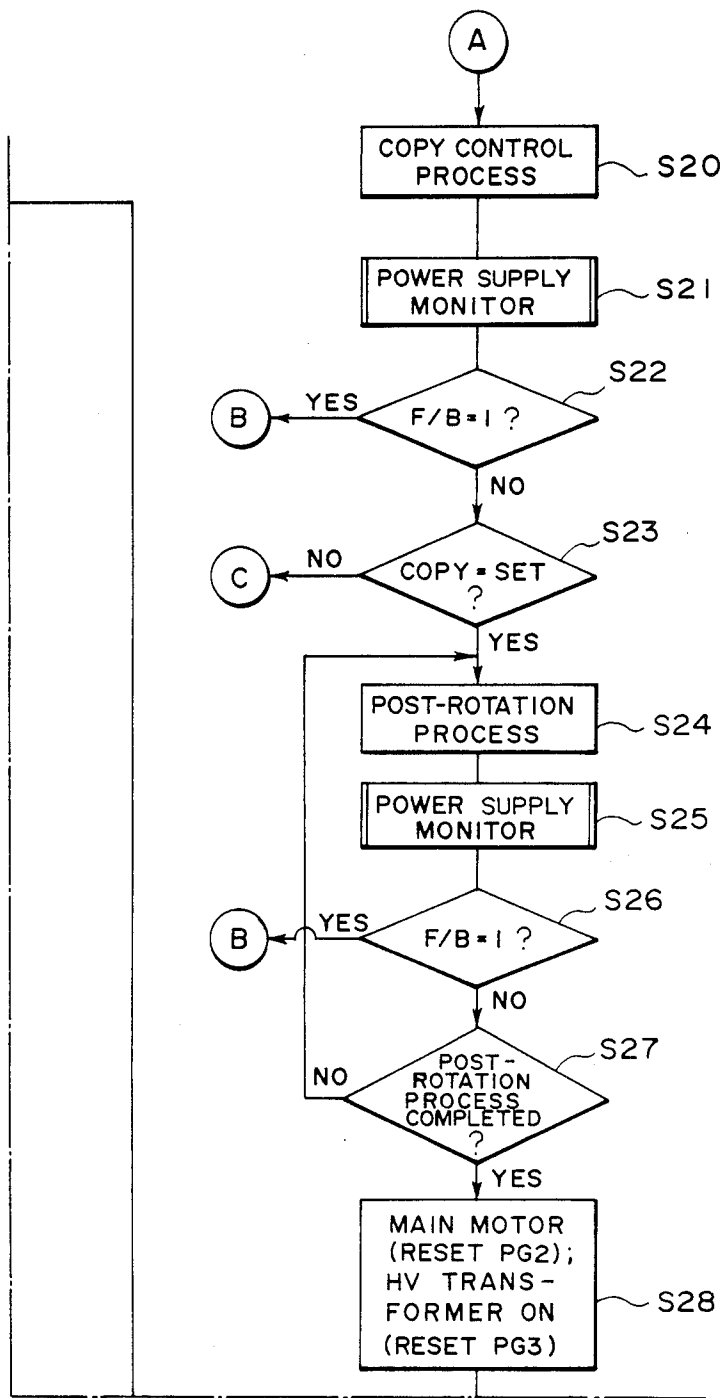 A
COPY CONTROL
PROCESS
S20
POWER SUPPLY
MONITOR
S21
S22
B
YES
F/B=1 ?
NO
S23
C
NO
COPY = SET
?
YES
POST-ROTATION
PROCESS
S24
POWER SUPPLY
MONITOR
S25
S26
B
YES
F/B=1 ?
NO
S27
NO
POST-
ROTATION
PROCESS
COMPLETED
?
YES
MAIN MOTOR
(RESET PG2);
HV TRANS-
FORMER ON
(RESET PG3)
S28